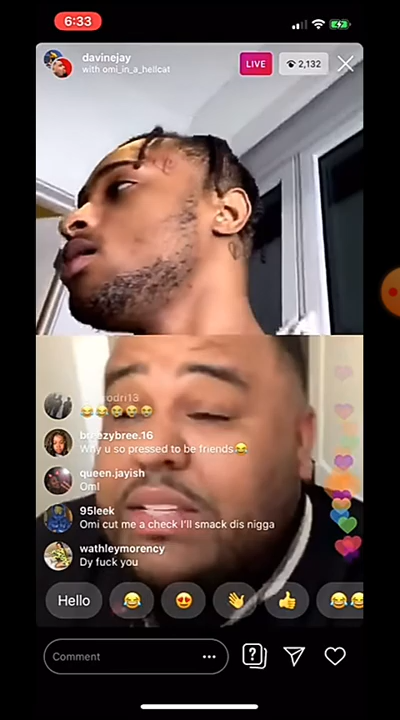 6:33
davinejay
with omi_in_a_hellcat
LIVE
2,132
rodri13
😂😂😭😭😭
breezybree.16
Why u so pressed to be friends😂
queen.jayish
Oml
95leek
Omi cut me a check I'll smack dis nigga
wathleymorency
Dy fuck you
Hello
Comment